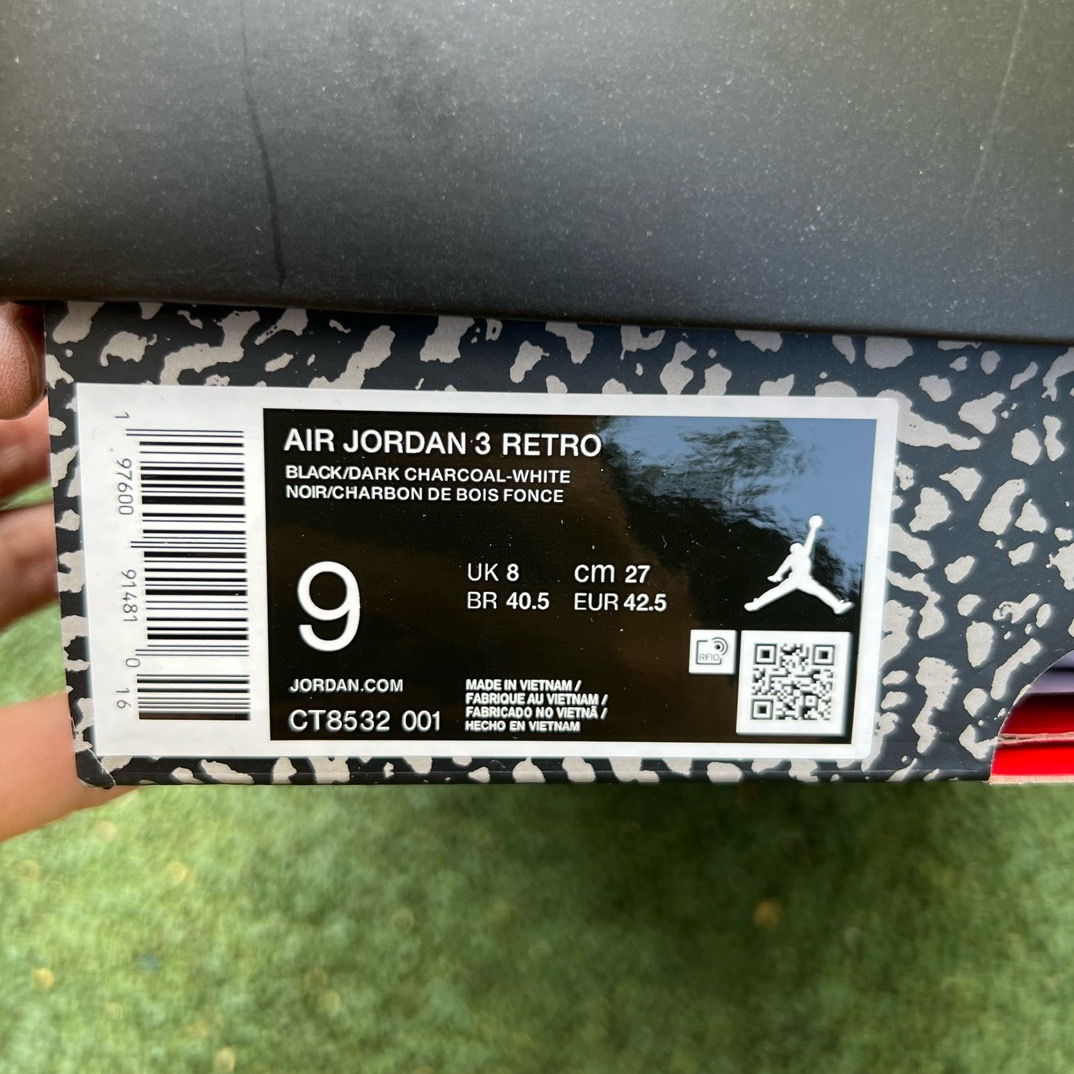 1 97600 91481 0 16
AIR JORDAN 3 RETRO
BLACK/DARK CHARCOAL-WHITE
NOIR/CHARBON DE BOIS FONCE
9
UK 8 cm 27
BR 40.5 EUR 42.5
RFID
JORDAN.COM
CT8532 001
MADE IN VIETNAM /
FABRIQUE AU VIETNAM /
FABRICADO NO VIETNÃ /
HECHO EN VIETNAM